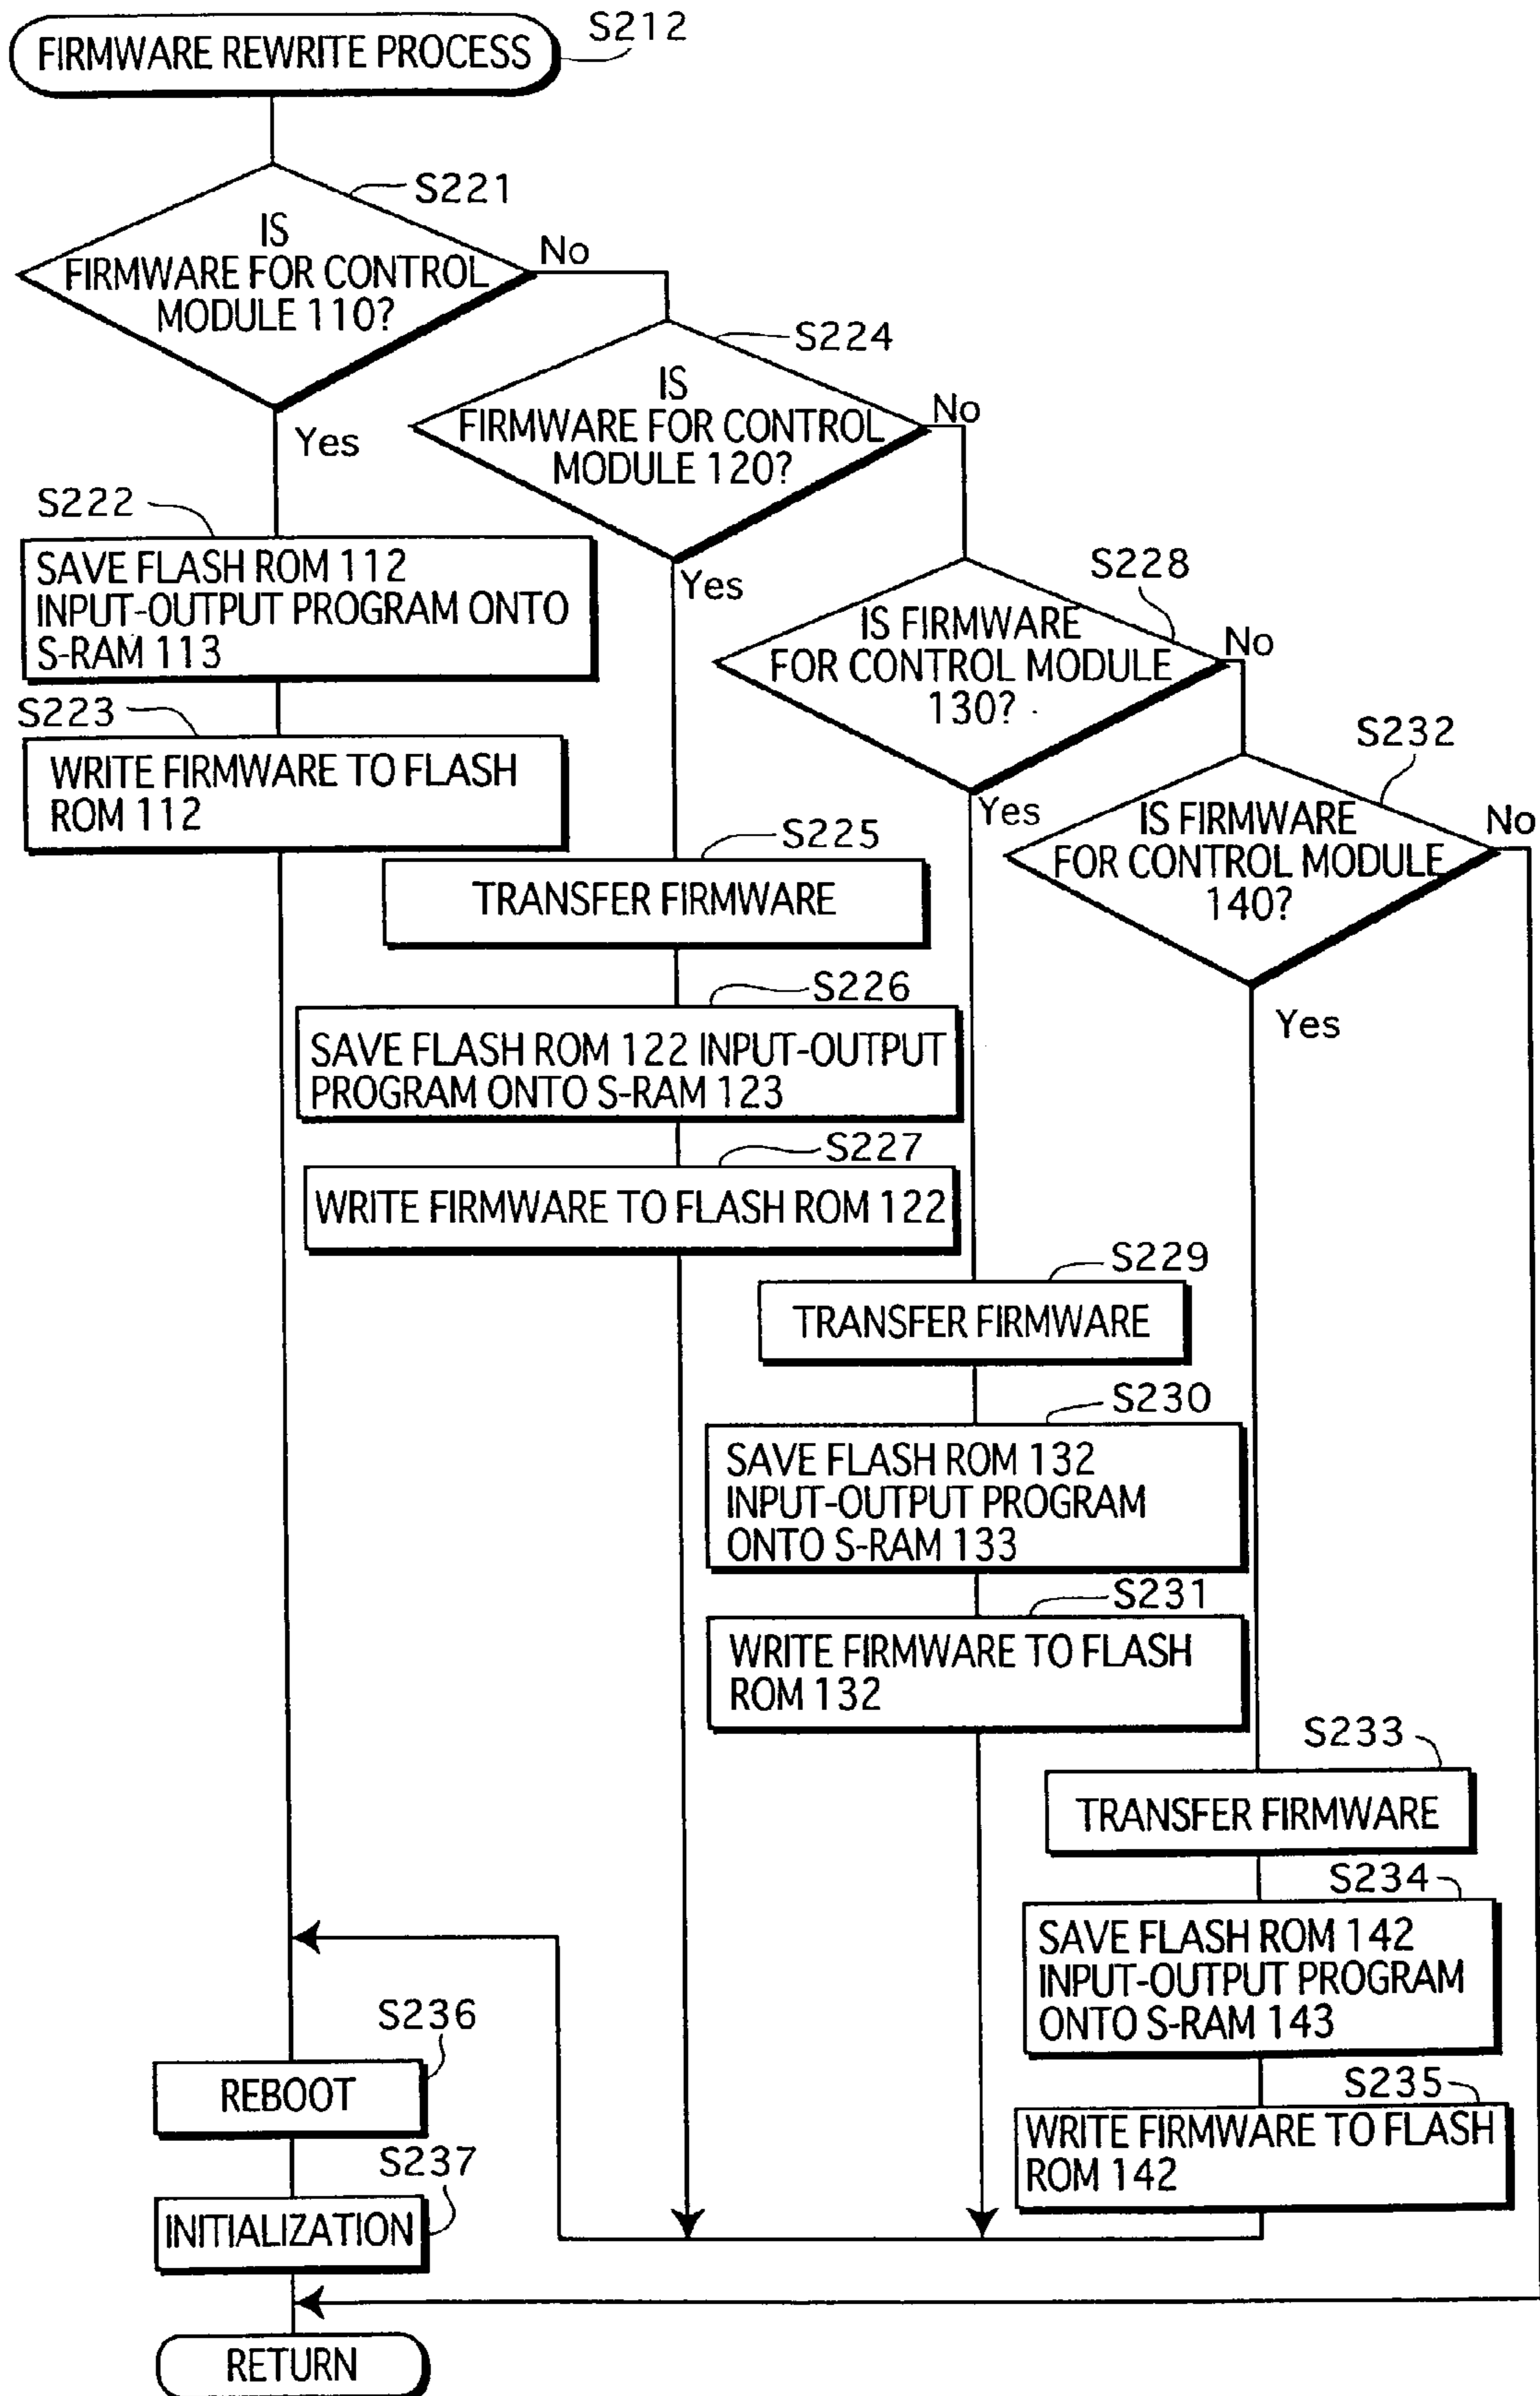 FIRMWARE REWRITE PROCESS
S212
S221
IS
FIRMWARE FOR CONTROL
MODULE 110?
No
Yes
S224
IS
FIRMWARE FOR CONTROL
MODULE 120?
No
Yes
S222
SAVE FLASH ROM 112
INPUT-OUTPUT PROGRAM ONTO
S-RAM 113
S223
WRITE FIRMWARE TO FLASH
ROM 112
S228
IS FIRMWARE
FOR CONTROL MODULE
130?
No
Yes
S232
IS FIRMWARE
FOR CONTROL MODULE
140?
No
Yes
S225
TRANSFER FIRMWARE
S226
SAVE FLASH ROM 122 INPUT-OUTPUT
PROGRAM ONTO S-RAM 123
S227
WRITE FIRMWARE TO FLASH ROM 122
S229
TRANSFER FIRMWARE
S230
SAVE FLASH ROM 132
INPUT-OUTPUT PROGRAM
ONTO S-RAM 133
S231
WRITE FIRMWARE TO FLASH
ROM 132
S233
TRANSFER FIRMWARE
S234
SAVE FLASH ROM 142
INPUT-OUTPUT PROGRAM
ONTO S-RAM 143
S235
WRITE FIRMWARE TO FLASH
ROM 142
S236
REBOOT
S237
INITIALIZATION
RETURN